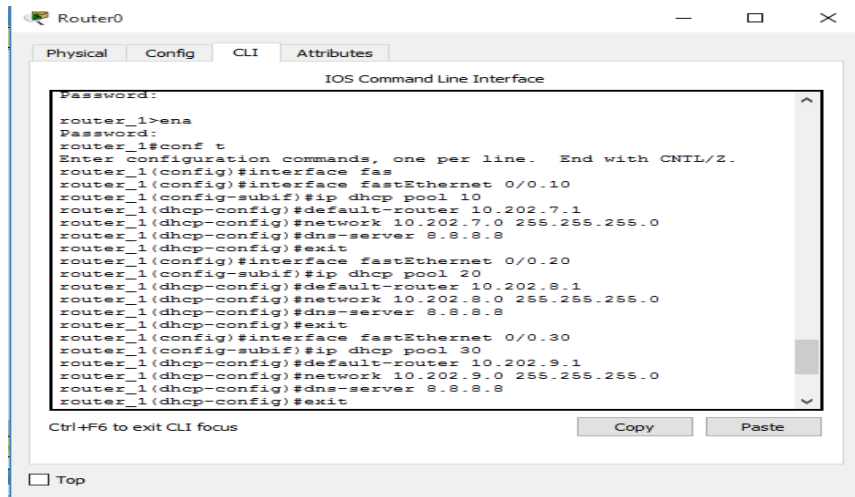 Router0
Physical Config CLI Attributes
IOS Command Line Interface
Password:
router_1>ena
Password:
router_1#conf t
Enter configuration commands, one per line. End with CNTL/Z.
router_1(config)#interface fas
router_1(config)#interface fastEthernet 0/0.10
router_1(config-subif)#ip dhcp pool 10
router_1(dhcp-config)#default-router 10.202.7.1
router_1(dhcp-config)#network 10.202.7.0 255.255.255.0
router_1(dhcp-config)#dns-server 8.8.8.8
router_1(dhcp-config)#exit
router_1(config)#interface fastEthernet 0/0.20
router_1(config-subif)#ip dhcp pool 20
router_1(dhcp-config)#default-router 10.202.8.1
router_1(dhcp-config)#network 10.202.8.0 255.255.255.0
router_1(dhcp-config)#dns-server 8.8.8.8
router_1(dhcp-config)#exit
router_1(config)#interface fastEthernet 0/0.30
router_1(config-subif)#ip dhcp pool 30
router_1(dhcp-config)#default-router 10.202.9.1
router_1(dhcp-config)#network 10.202.9.0 255.255.255.0
router_1(dhcp-config)#dns-server 8.8.8.8
router_1(dhcp-config)#exit
Ctrl+F6 to exit CLI focus Copy Paste
Top